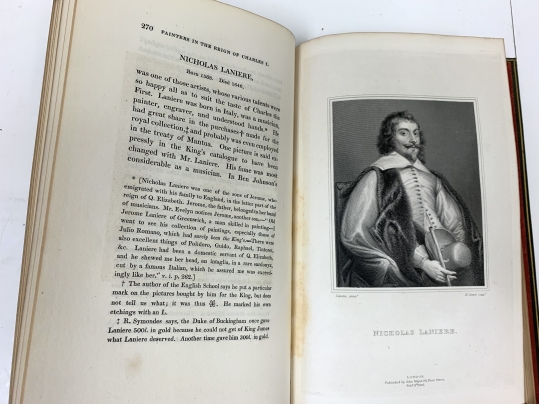 270 PAINTERS IN THE REIGN OF CHARLES I.
NICHOLAS LANIERE,
Born 1568. Died 1646.
was one of those artists, whose various talents were
so happy all as to suit the taste of Charles the
First. Laniere was born in Italy, was a musician,
painter, engraver, and understood hands.* He
had great share in the purchases† made for the
royal collection,‡ and probably was even employed
in the treaty of Mantua. One picture is said ex-
pressly in the King's catalogue to have been
changed with Mr. Laniere. His fame was most
considerable as a musician. In Ben Johnson's
* (Nicholas Laniere was one of the sons of Jerome, who
emigrated with his family to England, in the latter part of the
reign of Q. Elizabeth. Jerome, the father, belonged to her band
of musicians. Mr. Evelyn notices Jerome, another son.—" (Old
Jerome Laniere of Greenwich, a man skilled in painting—I
went to see his collection of paintings, especially those of
Julio Romano, which had surely been the King's.—There were
also excellent things of Polifore, Guido, Raphael, Tintoret,
&c. Laniere had been a domestic servant of Q. Elizabeth,
and he shewed me her head, an intaglia, in a rare sardonyx,
cut by a famous Italian, which he assured me was exceed-
ingly like her." v. i. p. 282.)
† The author of the English School says he put a particular
mark on the pictures bought by him for the King, but does
not tell us what; it was thus He marked his own
etchings with an L.
‡ R. Symondes says, the Duke of Buckingham once gave
Laniere 500l. in gold because he could not get of King James
what Laniere deserved. Another time gave him 300l. in gold.
NICHOLAS LANIERE.
LONDON.